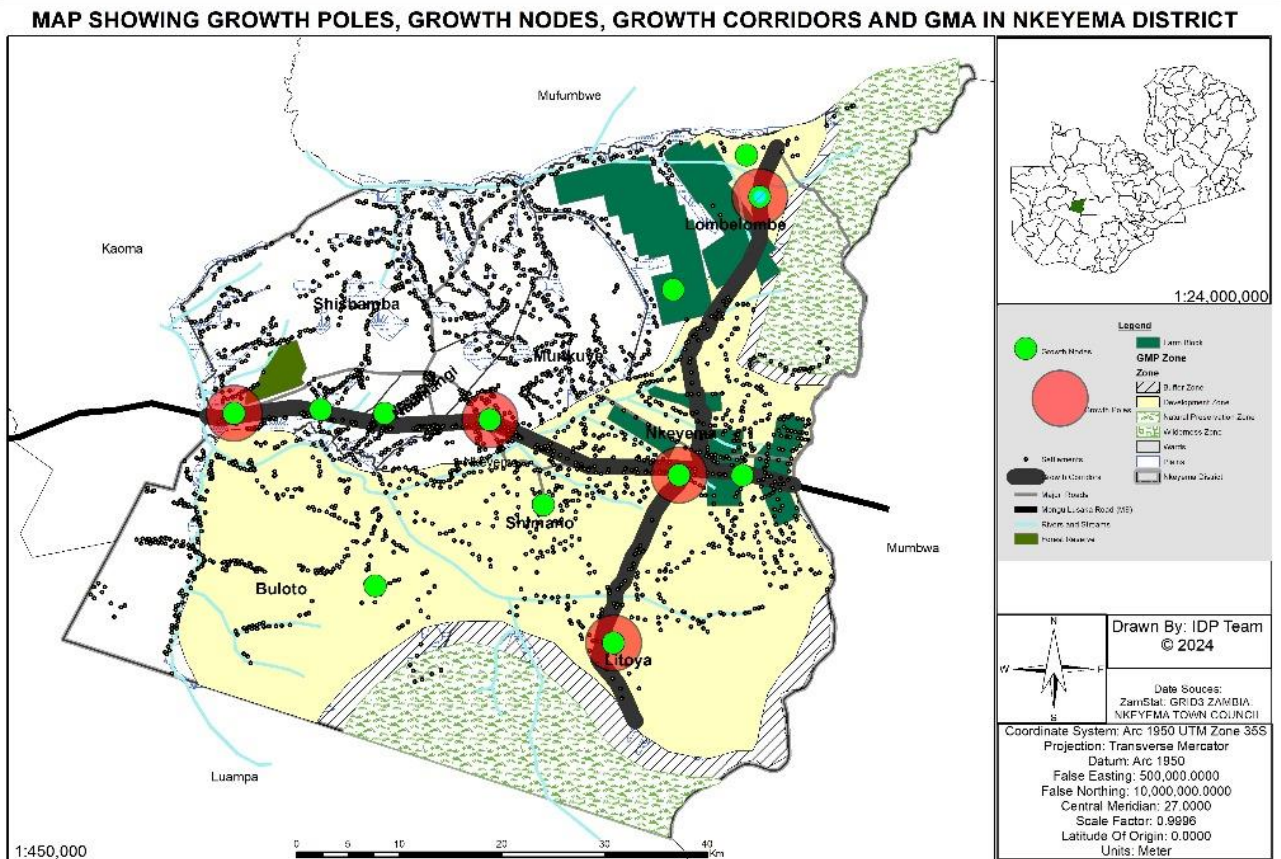 MAP SHOWING GROWTH POLES, GROWTH NODES, GROWTH CORRIDORS AND GMA IN NKEYEMA DISTRICT
Mufumbwe
Kaoma
Lombelombe
Shishamba
Munkuye
Nkeyema
Shimano
Buloto
Litoya
Mumbwa
Luampa
1:450,000
0 5 10 20 30 40
Km
1:24,000,000
Legend
Growth Nodes
Growth Poles
Settlements
Growth Corridors
Major Roads
Mongu Lusaka Road (M9)
Rivers and Streams
Forest Reserve
Farm Block
GMP Zone
Zone
Buffer Zone
Development Zone
Natural Preservation Zone
Wilderness Zone
Wards
Plains
Nkeyema District
N
W E
S
Drawn By: IDP Team
© 2024
Date Souces:
ZamStat: GRID3 ZAMBIA:
NKEYEMA TOWN COUNCIL
Coordinate System: Arc 1950 UTM Zone 35S
Projection: Transverse Mercator
Datum: Arc 1950
False Easting: 500,000.0000
False Northing: 10,000,000.0000
Central Meridian: 27.0000
Scale Factor: 0.9996
Latitude Of Origin: 0.0000
Units: Meter